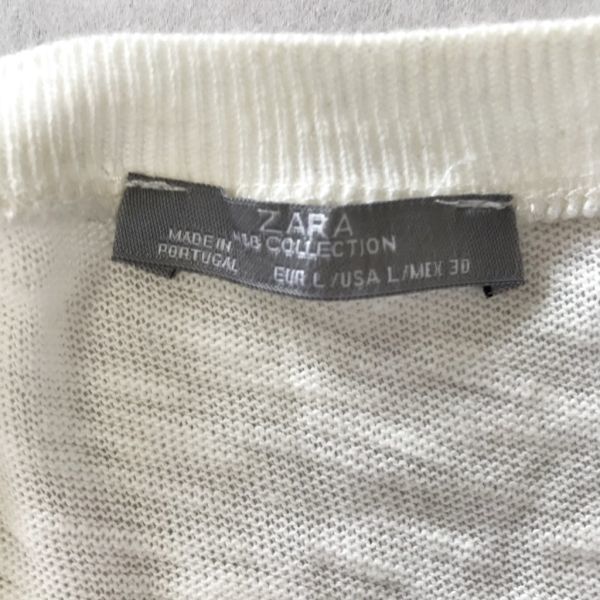 ZARA
W&B COLLECTION
MADE IN
PORTUGAL
EUR L/USA L/MEX 30